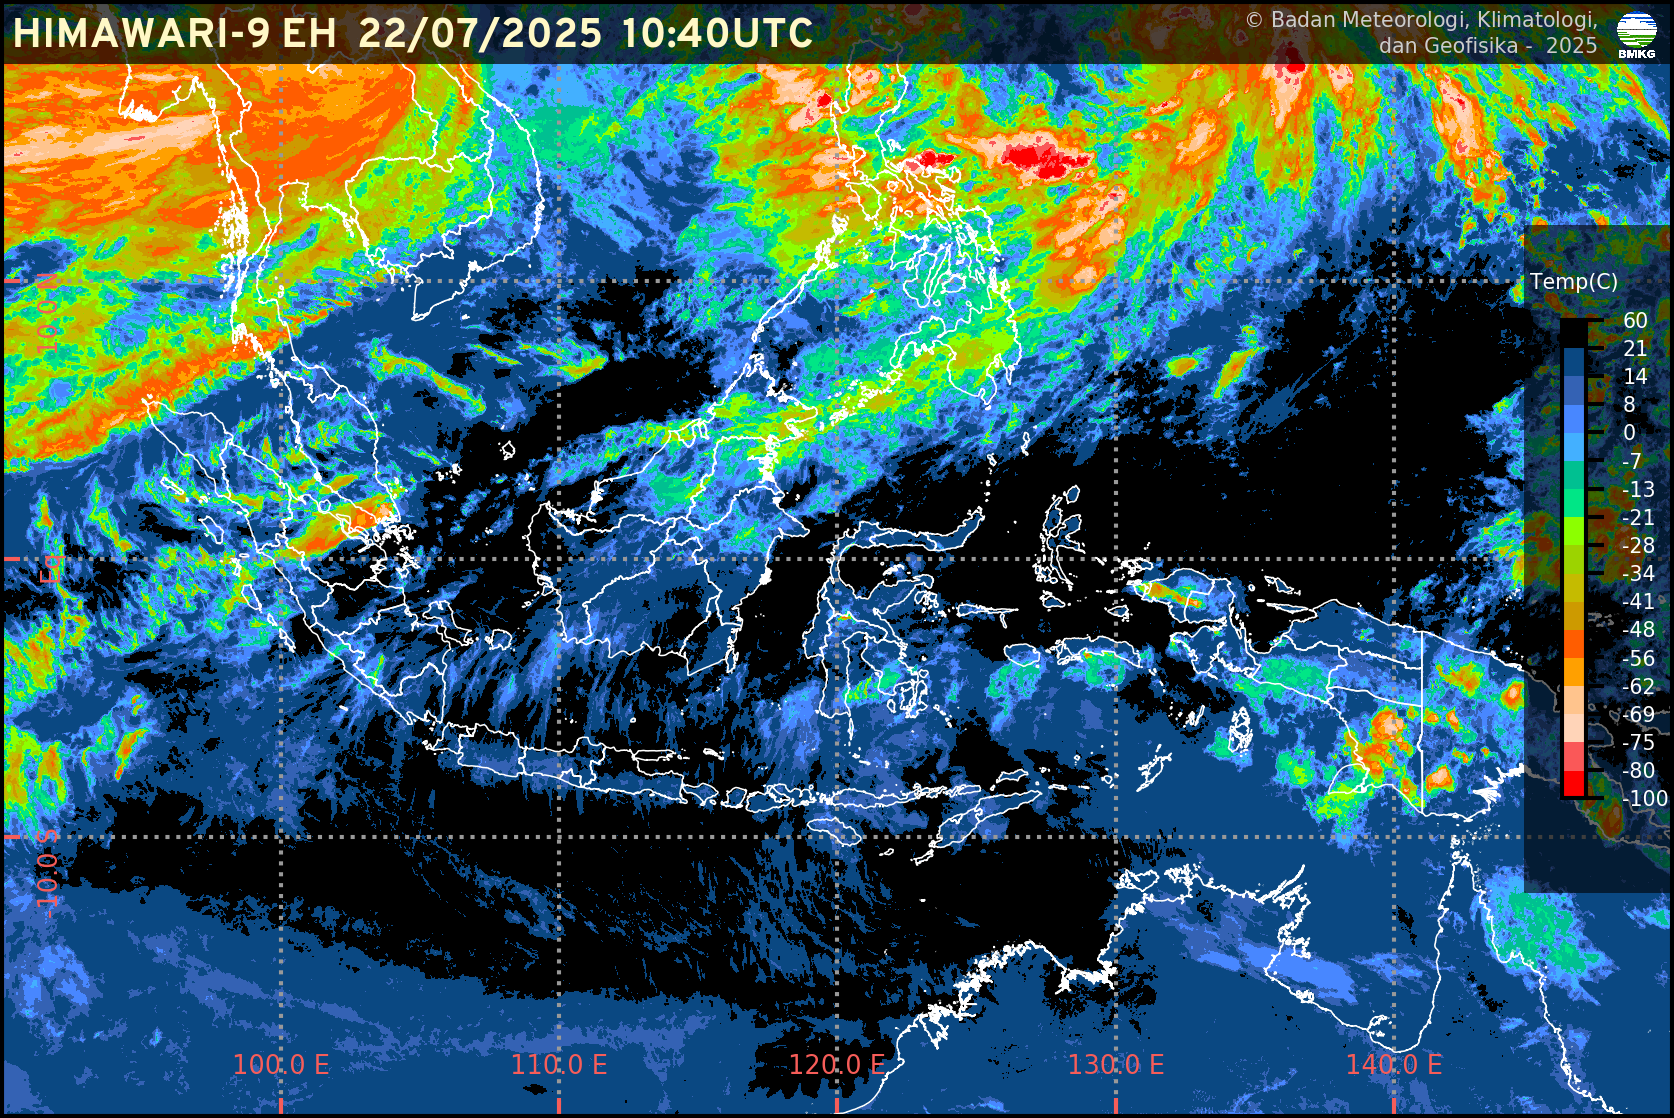 HIMAWARI-9 EH 22/07/2025 10:40UTC
© Badan Meteorologi, Klimatologi,
dan Geofisika - 2025
BMKG
Temp(C)
60
21
14
8
0
-7
-13
-21
-28
-34
-41
-48
-56
-62
-69
-75
-80
-100
10.0 N
Eq
-10.0 S
100.0 E
110.0 E
120.0 E
130.0 E
140.0 E